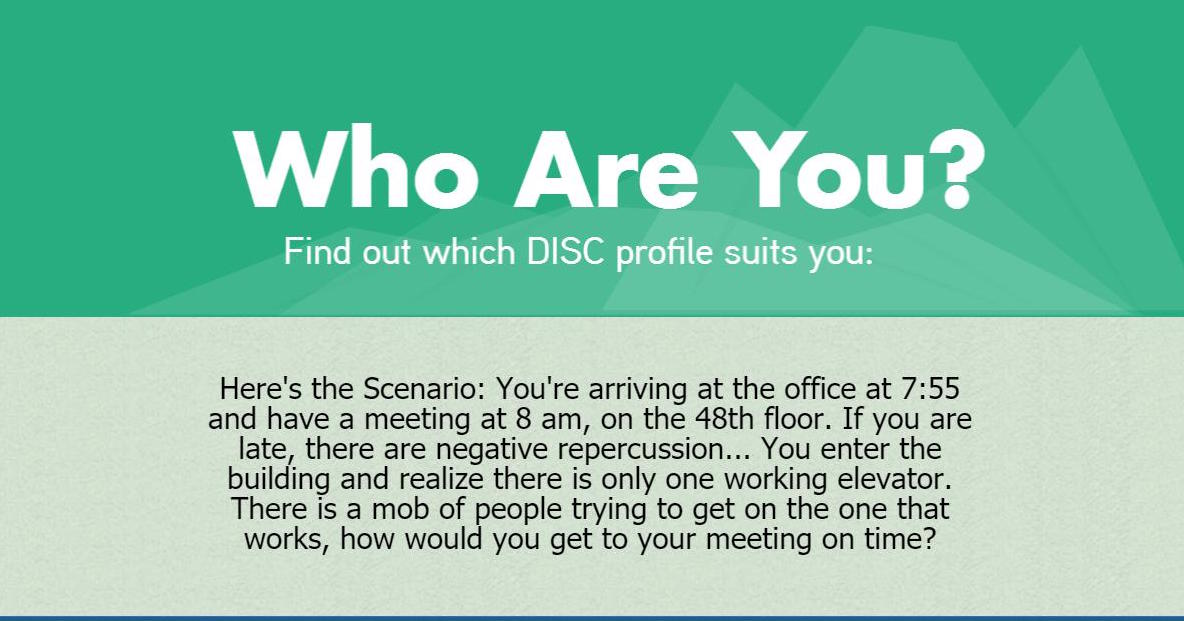 Who Are You?
Find out which DISC profile suits you:
Here's the Scenario: You're arriving at the office at 7:55
and have a meeting at 8 am, on the 48th floor. If you are
late, there are negative repercussion... You enter the
building and realize there is only one working elevator.
There is a mob of people trying to get on the one that
works, how would you get to your meeting on time?